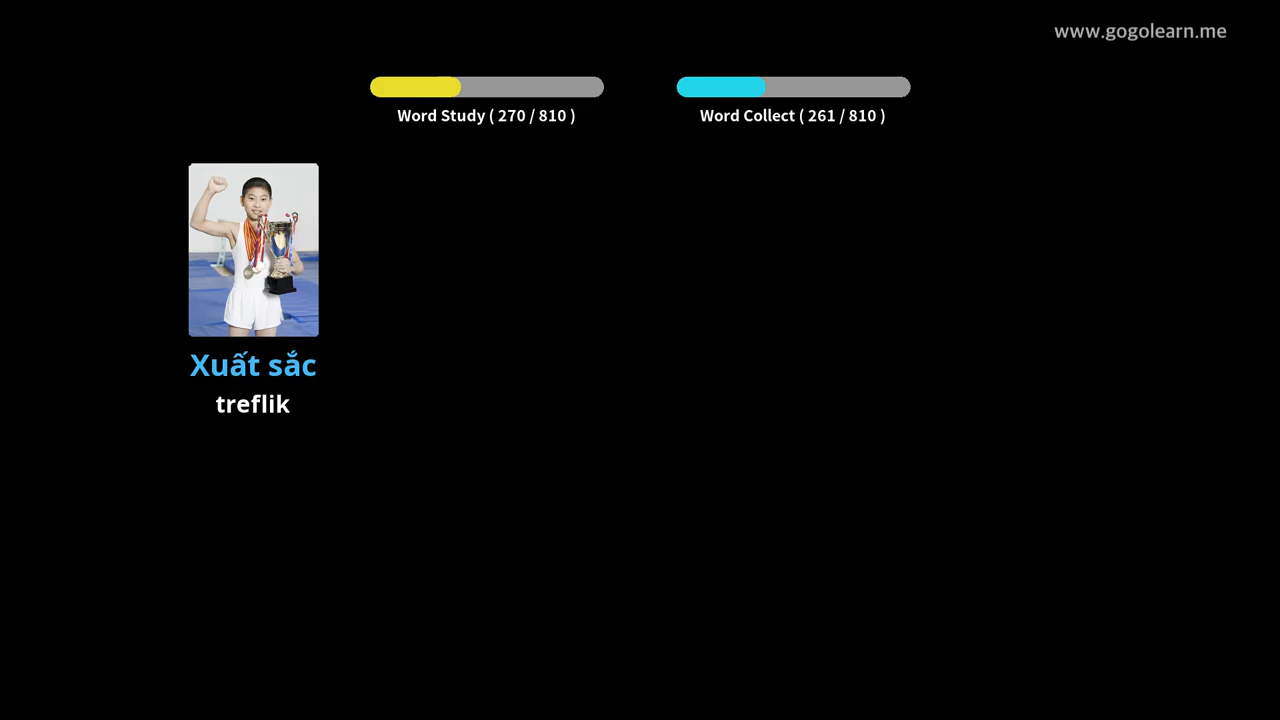 www.gogolearn.me
Word Study ( 270 / 810 )
Word Collect ( 261 / 810 )
Xuất sắc
treflik